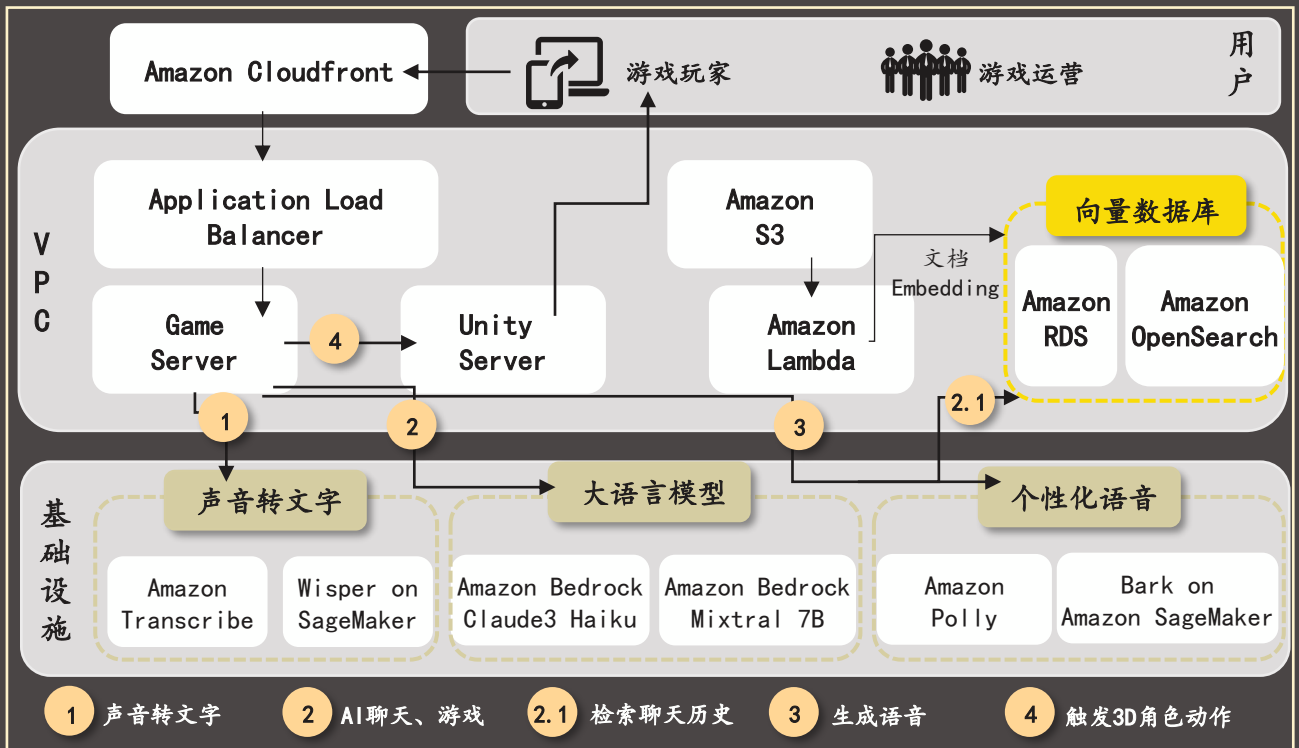 Amazon Cloudfront
游戏玩家
游戏运营
用户
VPC
Application Load
Balancer
Game
Server
4
Unity
Server
Amazon
S3
Amazon
Lambda
文档
Embedding
向量数据库
Amazon
RDS
Amazon
OpenSearch
1
2
3
2.1
基础设施
声音转文字
Amazon
Transcribe
Wisper on
SageMaker
大语言模型
Amazon Bedrock
Claude3 Haiku
Amazon Bedrock
Mixtral 7B
个性化语音
Amazon
Polly
Bark on
Amazon SageMaker
1 声音转文字
2 AI聊天、游戏
2.1 检索聊天历史
3 生成语音
4 触发3D角色动作